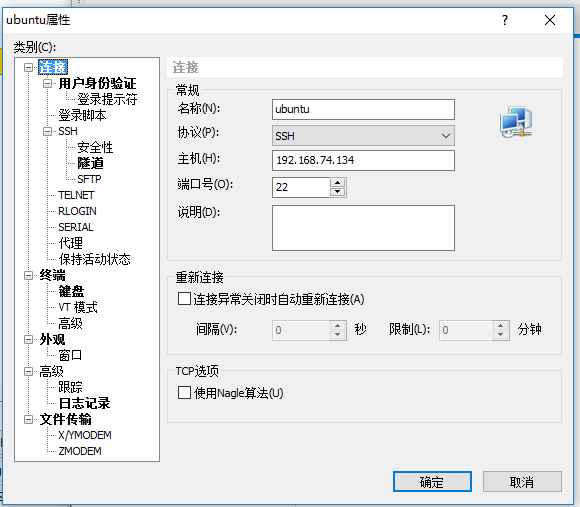 ubuntu属性
类别(C):
连接
用户身份验证
登录提示符
登录脚本
SSH
安全性
隧道
SFTP
TELNET
RLOGIN
SERIAL
代理
保持活动状态
终端
键盘
VT 模式
高级
外观
窗口
高级
跟踪
日志记录
文件传输
X/YMODEM
ZMODEM
连接
常规
名称(N):
ubuntu
协议(P):
SSH
主机(H):
192.168.74.134
端口号(O):
22
说明(D):
重新连接
连接异常关闭时自动重新连接(A)
间隔(V): 0 秒 限制(L): 0 分钟
TCP选项
使用Nagle算法(U)
确定
取消